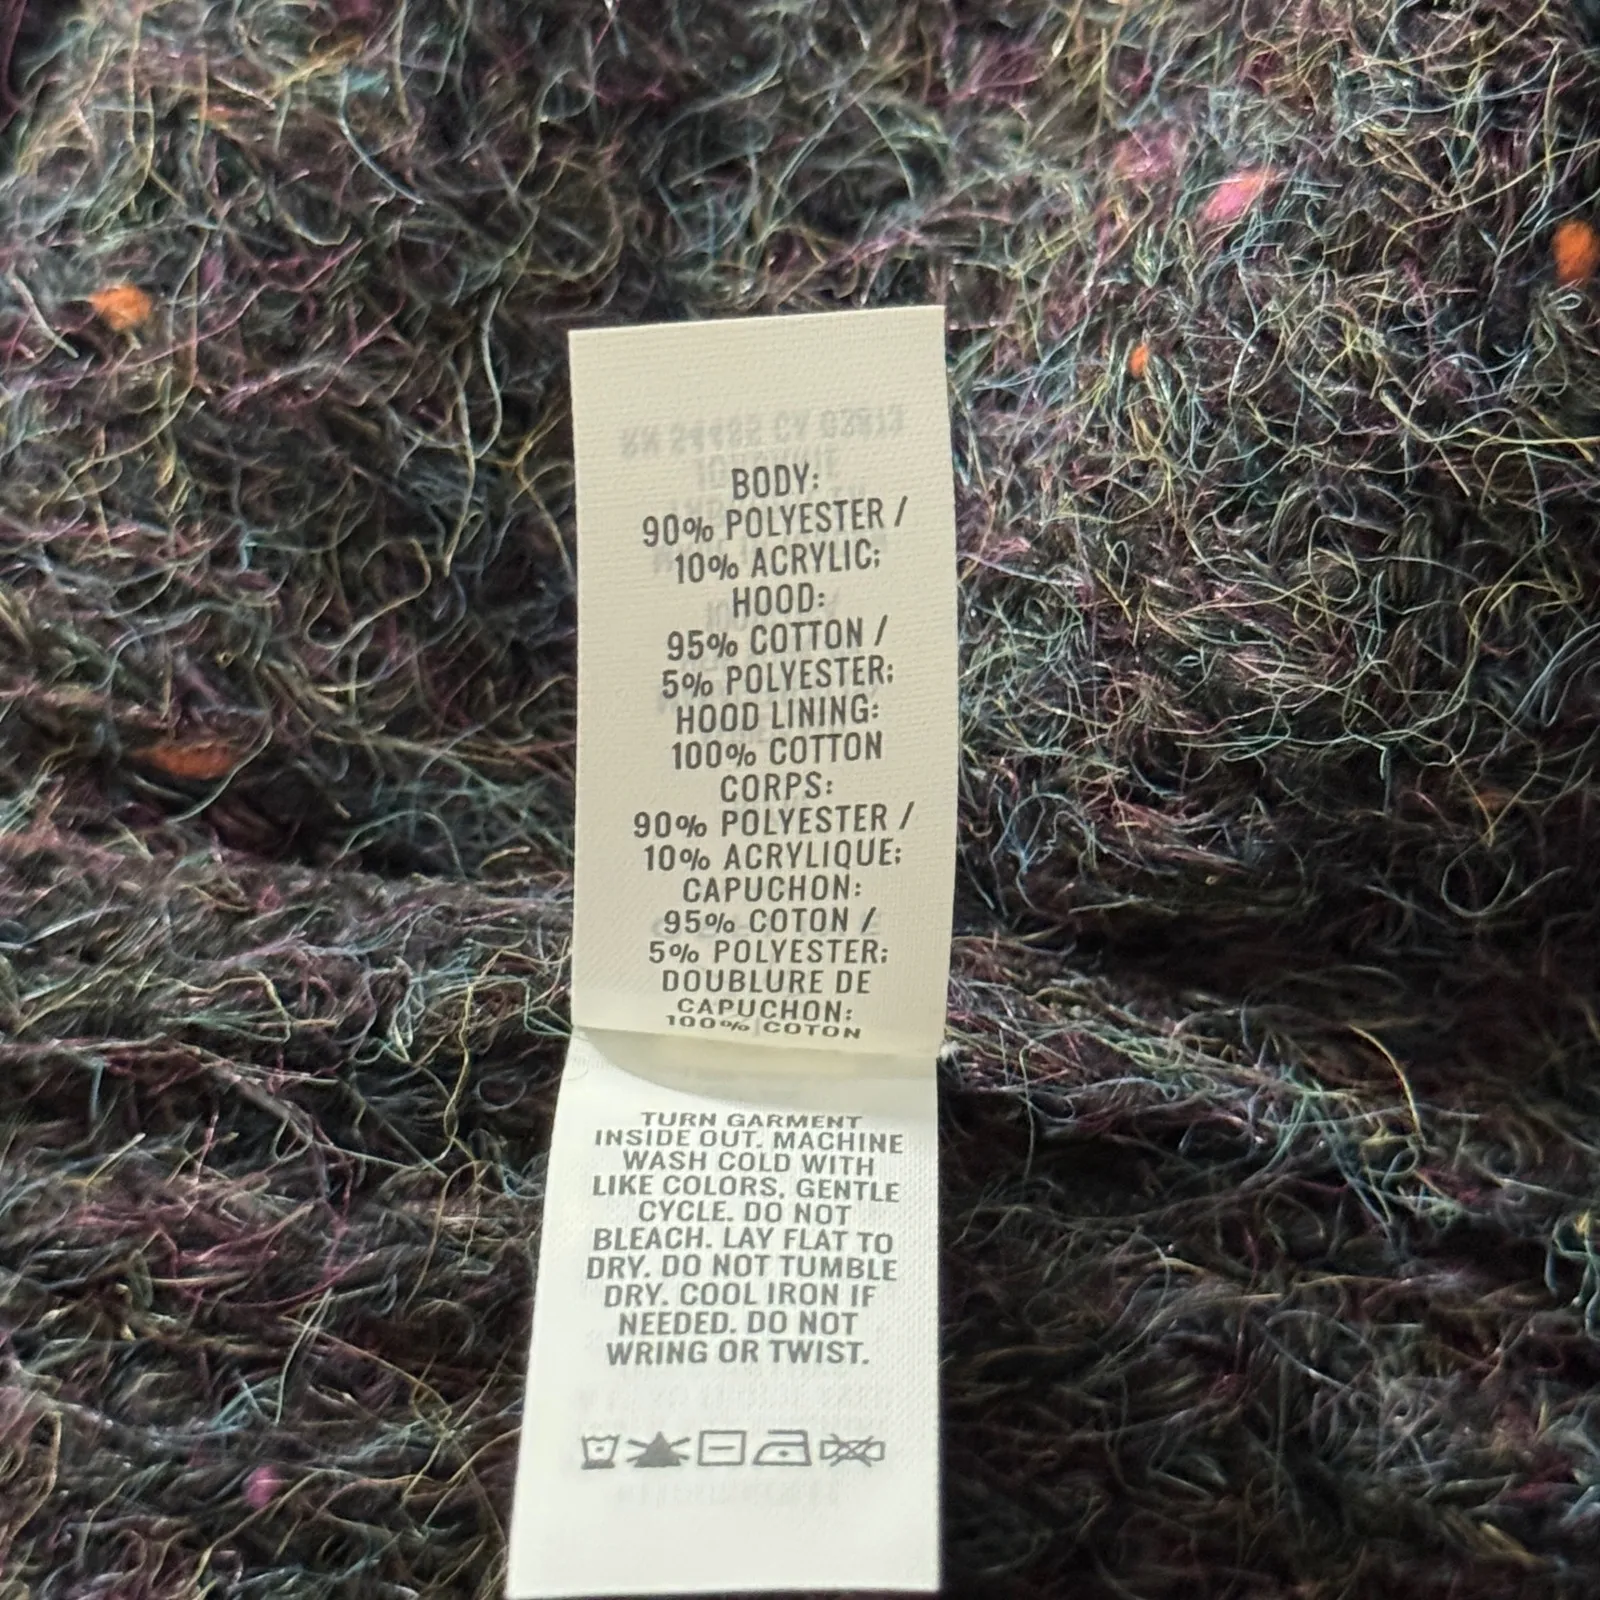 BODY:
90% POLYESTER /
10% ACRYLIC;
HOOD:
95% COTTON /
5% POLYESTER;
HOOD LINING:
100% COTTON
CORPS:
90% POLYESTER /
10% ACRYLIQUE;
CAPUCHON:
95% COTON /
5% POLYESTER;
DOUBLURE DE
CAPUCHON:
100% COTON
TURN GARMENT
INSIDE OUT. MACHINE
WASH COLD WITH
LIKE COLORS, GENTLE
CYCLE. DO NOT
BLEACH. LAY FLAT TO
DRY. DO NOT TUMBLE
DRY. COOL IRON IF
NEEDED. DO NOT
WRING OR TWIST.